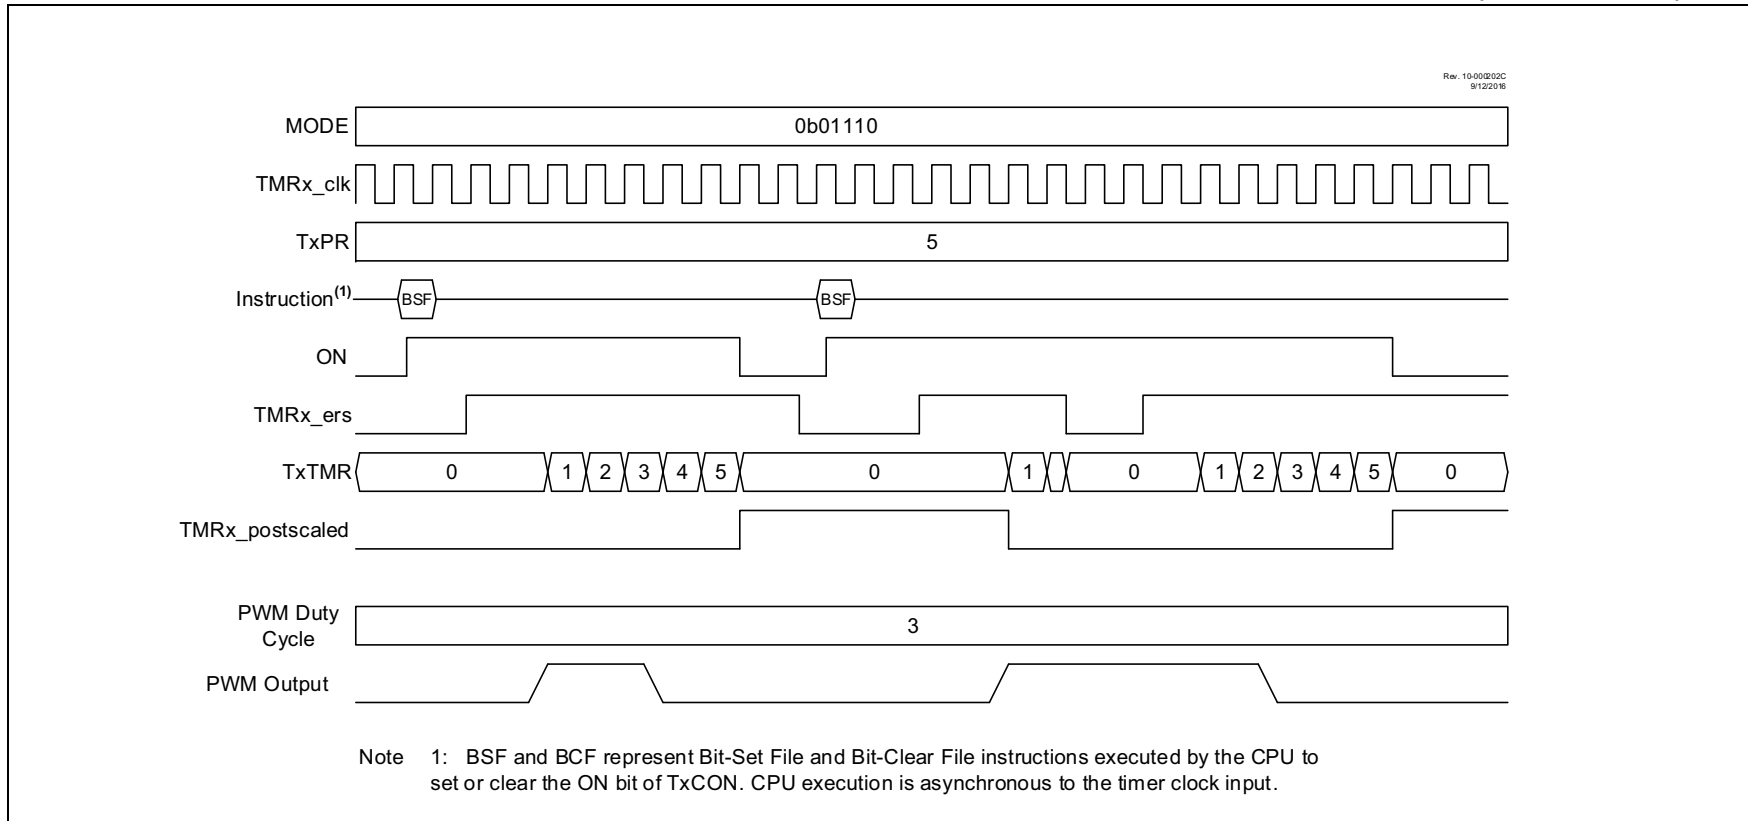 Rev. 10-000202C
9/12/2016
MODE 0b01110
TMRx_clk
TxPR 5
Instruction(1) BSF BSF
ON
TMRx_ers
TxTMR 0 1 2 3 4 5 0 1 0 1 2 3 4 5 0
TMRx_postscaled
PWM Duty
Cycle 3
PWM Output
Note 1: BSF and BCF represent Bit-Set File and Bit-Clear File instructions executed by the CPU to
set or clear the ON bit of TxCON. CPU execution is asynchronous to the timer clock input.